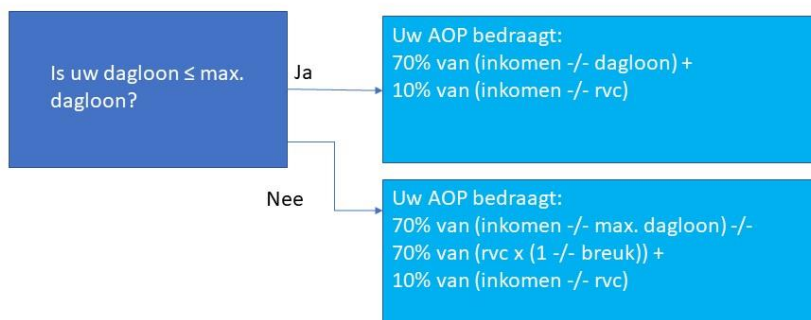 Is uw dagloon ≤ max.
dagloon?
Ja
Uw AOP bedraagt:
70% van (inkomen -/- dagloon) +
10% van (inkomen -/- rvc)
Nee
Uw AOP bedraagt:
70% van (inkomen -/- max. dagloon) -/-
70% van (rvc x (1 -/- breuk)) +
10% van (inkomen -/- rvc)